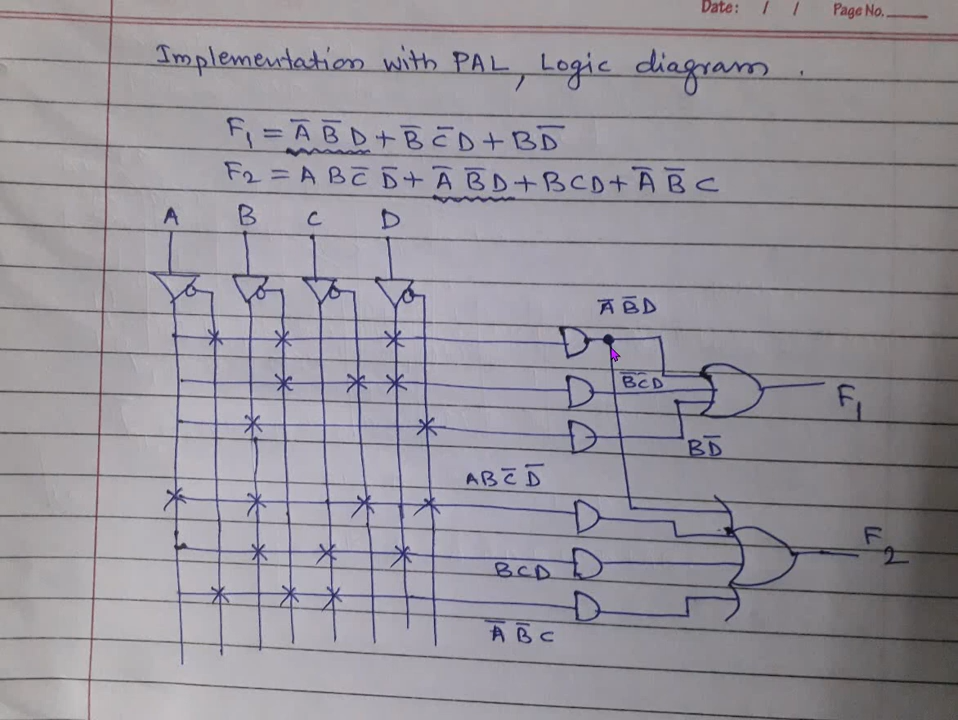 Date: / / Page No.
Implementation with PAL, Logic diagram.
F₁ = A̅ B̅ D + B̅ C̅ D + B D̅
F₂ = A B C̅ D̅ + A̅ B̅ D + B C D + A̅ B̅ C
A B C D
A̅ B̅ D
B̅ C D
F₁
B D̅
A B C̅ D̅
F₂
B C D
A̅ B̅ C